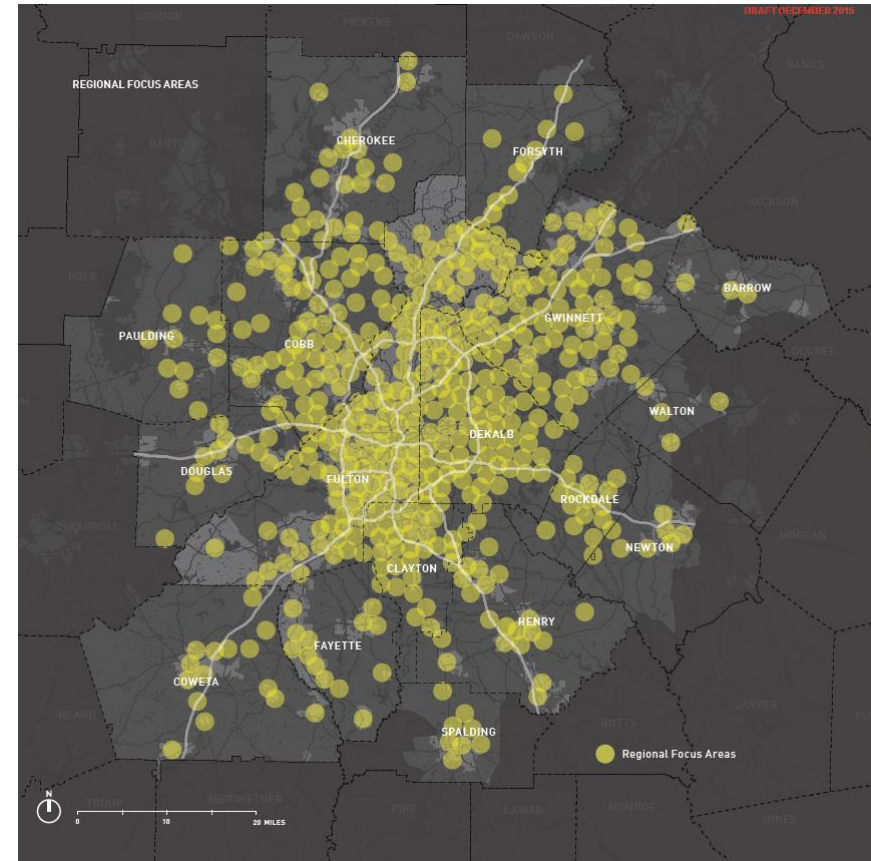 DRAFT DECEMBER 2015
GORDON
PICKENS
DAWSON
BANKS
REGIONAL FOCUS AREAS
CHEROKEE
FORSYTH
JACKSON
POLK
BARROW
GWINNETT
PAULDING
COBB
OCONEE
WALTON
DEKALB
DOUGLAS
FULTON
ROCKDALE
CARROLL
MORGAN
NEWTON
CLAYTON
HENRY
FAYETTE
COWETA
JASPER
HEARD
BUTTS
SPALDING
Regional Focus Areas
N
TROUP
MERIWETHER
PIKE
LAMAR
MONROE
JONES
0 10 20 MILES